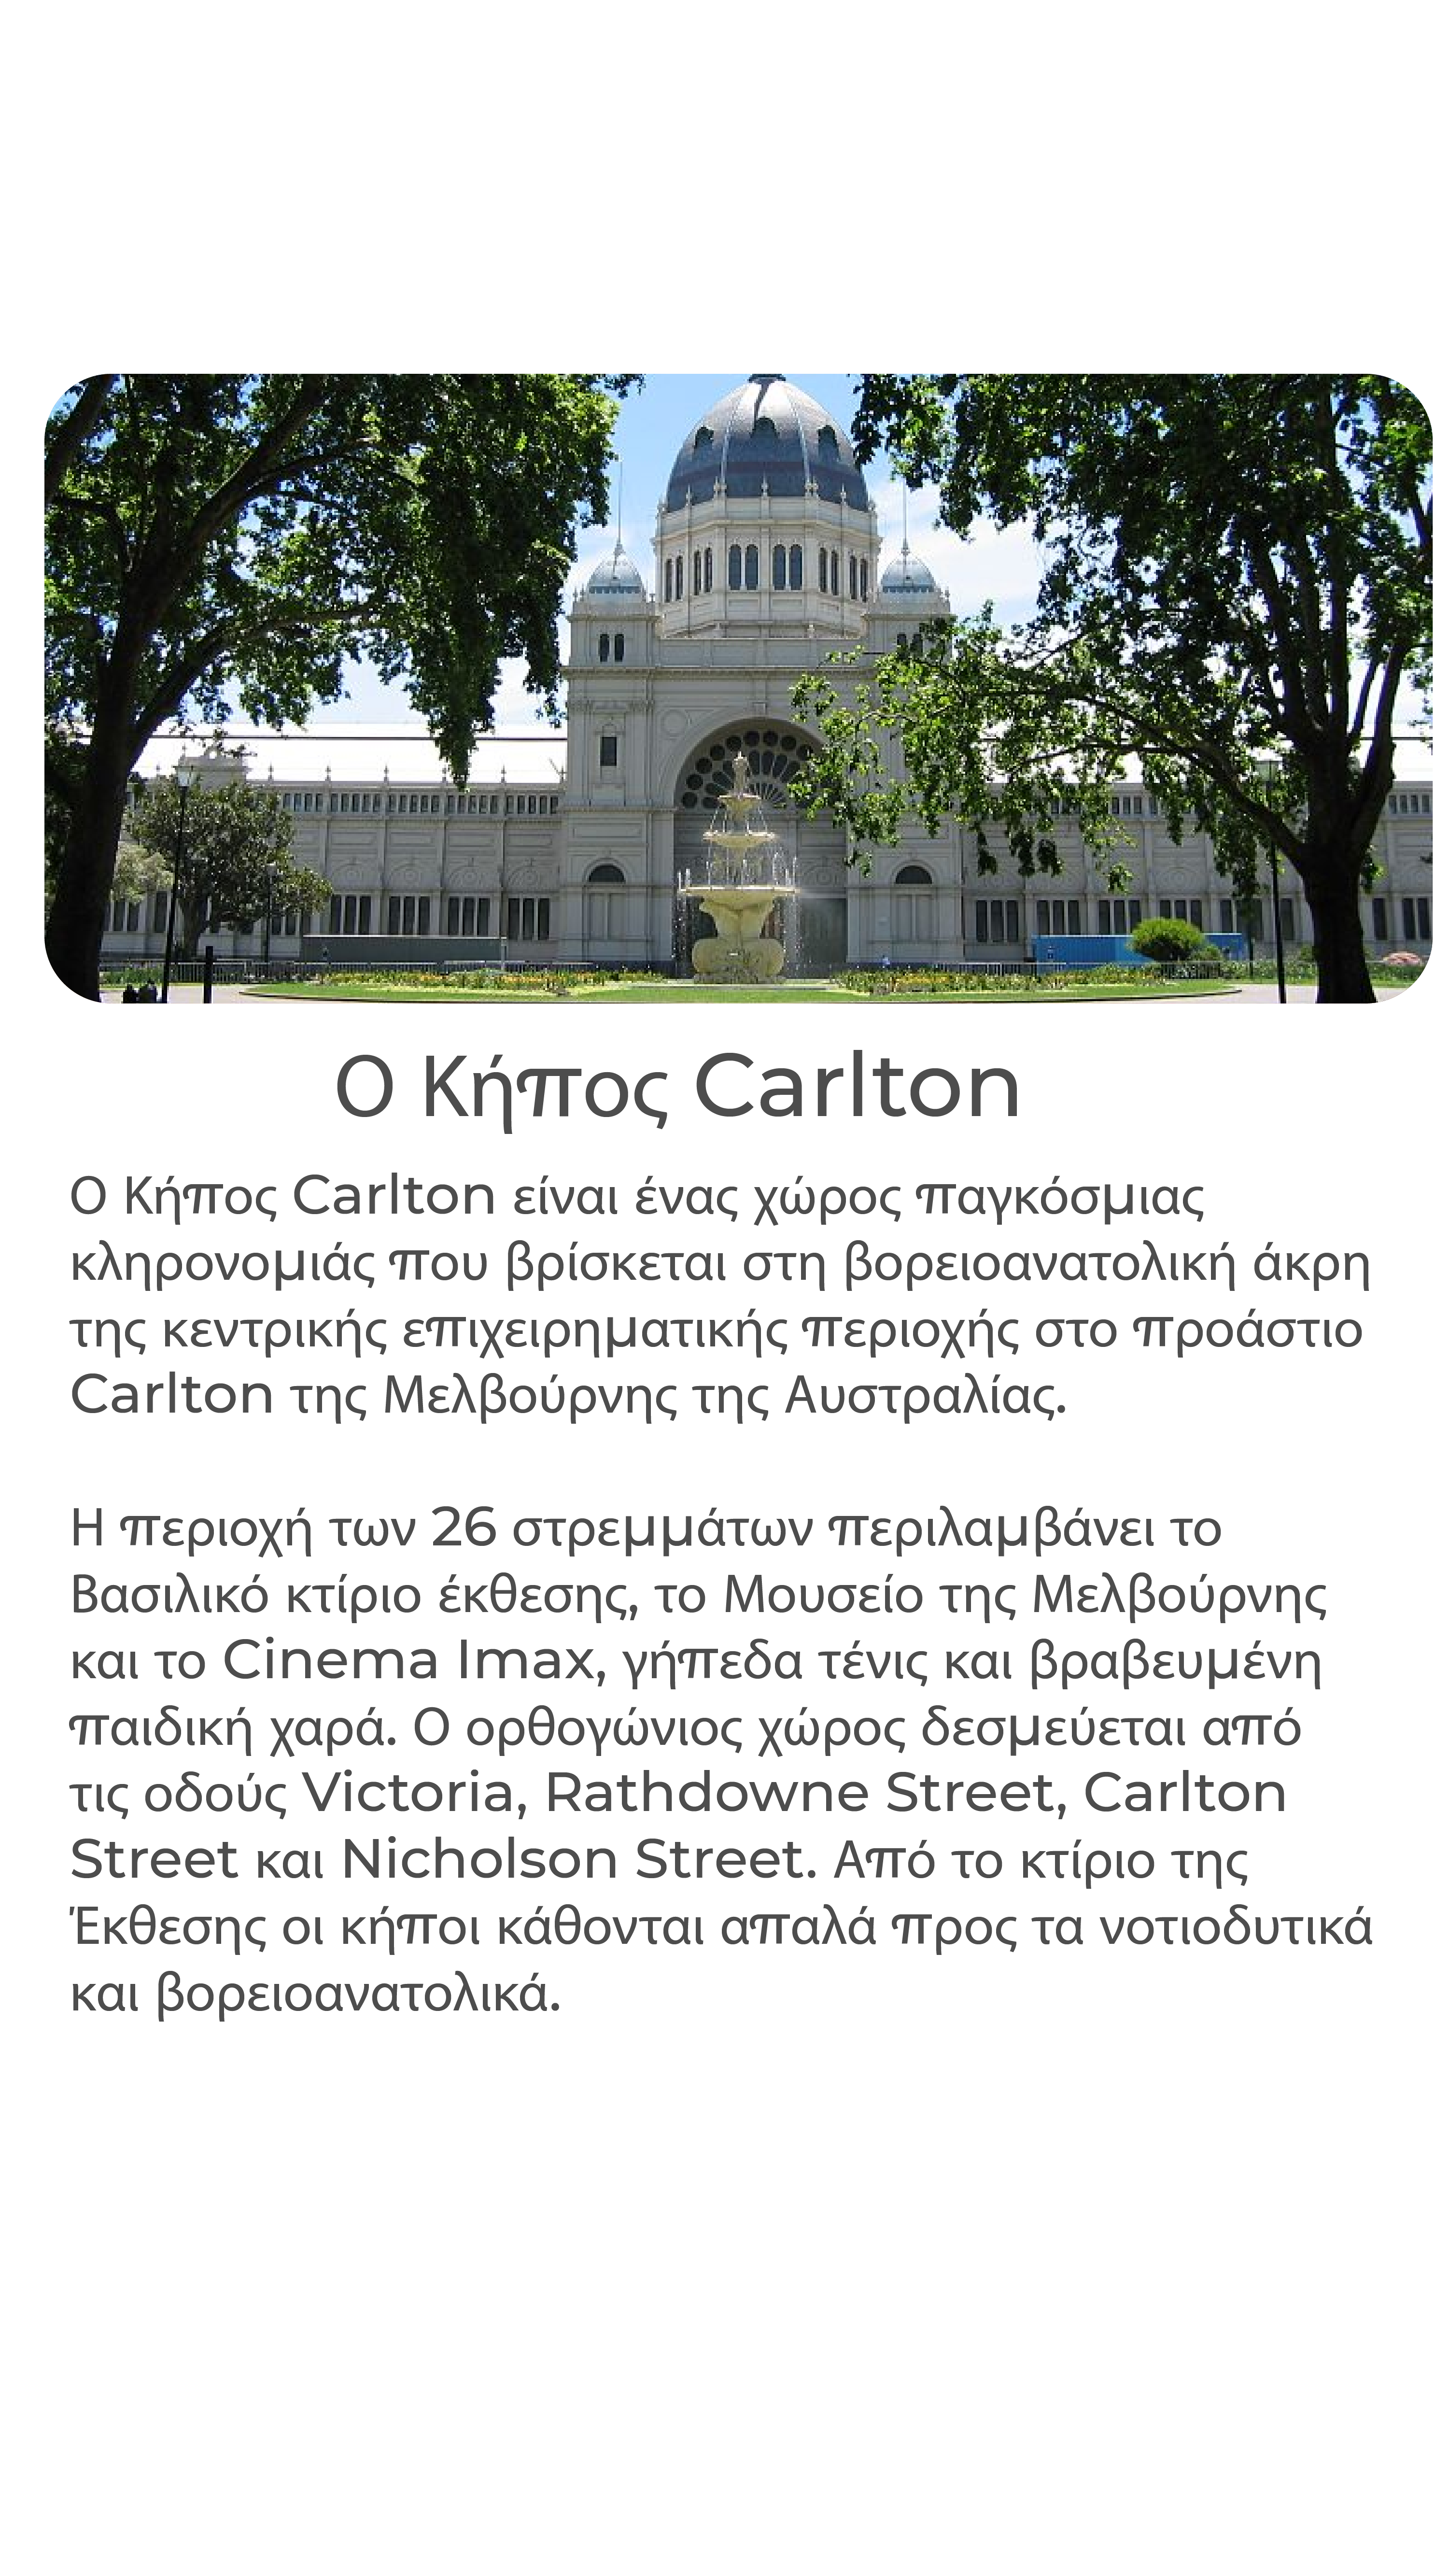 Ο Κήπος Carlton
Ο Κήπος Carlton είναι ένας χώρος παγκόσμιας
κληρονομιάς που βρίσκεται στη βορειοανατολική άκρη
της κεντρικής επιχειρηματικής περιοχής στο προάστιο
Carlton της Μελβούρνης της Αυστραλίας.
Η περιοχή των 26 στρεμμάτων περιλαμβάνει το
Βασιλικό κτίριο έκθεσης, το Μουσείο της Μελβούρνης
και το Cinema Imax, γήπεδα τένις και βραβευμένη
παιδική χαρά. Ο ορθογώνιος χώρος δεσμεύεται από
τις οδούς Victoria, Rathdowne Street, Carlton
Street και Nicholson Street. Από το κτίριο της
Έκθεσης οι κήποι κάθονται απαλά προς τα νοτιοδυτικά
και βορειοανατολικά.